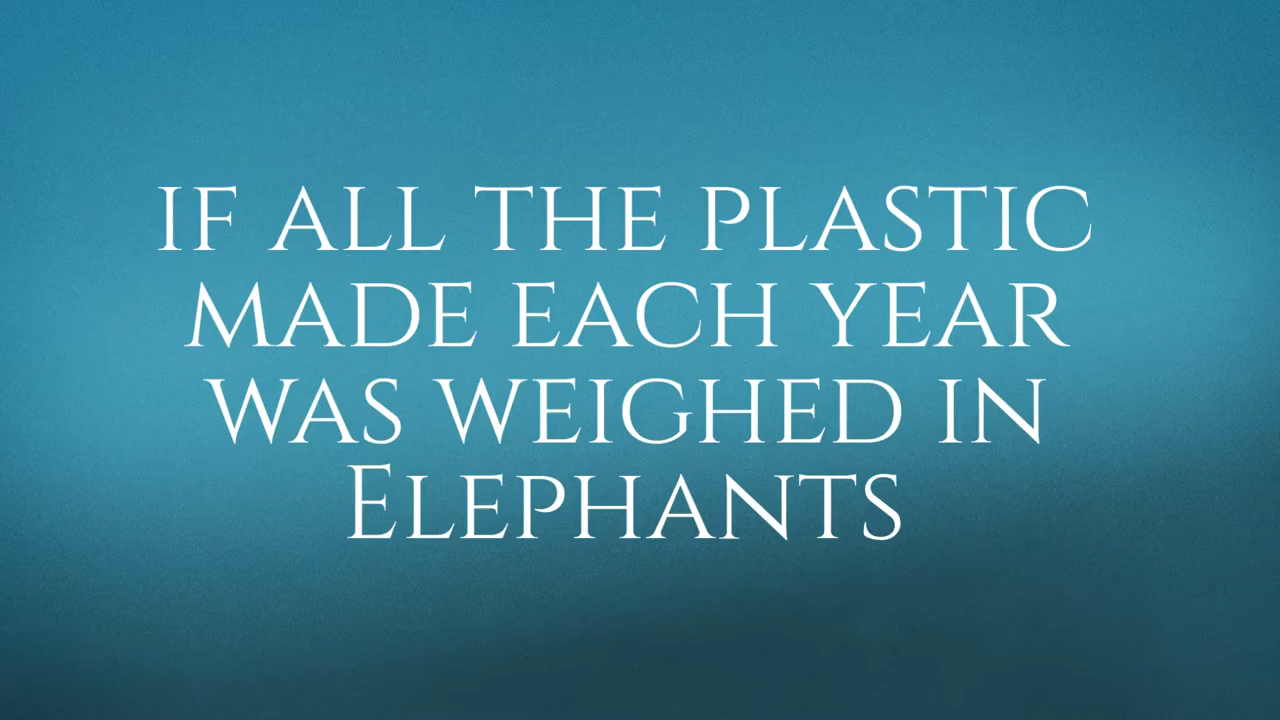 IF ALL THE PLASTIC
MADE EACH YEAR
WAS WEIGHED IN
ELEPHANTS